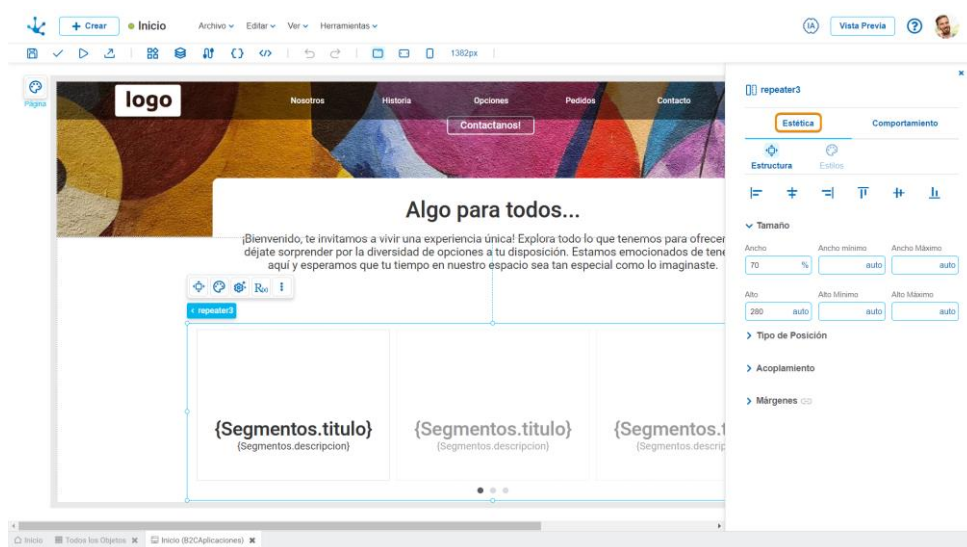 + Crear
Inicio
Archivo
Editar
Ver
Herramientas
IA
Vista Previa
?
1382px
Página
logo
Nosotros
Historia
Opciones
Pedidos
Contacto
Contactanos!
Algo para todos...
¡Bienvenido, te invitamos a vivir una experiencia única! Explora todo lo que tenemos para ofrecer
déjate sorprender por la diversidad de opciones a tu disposición. Estamos emocionados de tene
aquí y esperamos que tu tiempo en nuestro espacio sea tan especial como lo imaginaste.
repeater3
{Segmentos.titulo}
{Segmentos.descripcion}
{Segmentos.titulo}
{Segmentos.descripcion}
{Segmentos.t
{Segmentos.descrip
repeater3
Estética
Comportamiento
Estructura
Estilos
Tamaño
Ancho
Ancho mínimo
Ancho Máximo
70 %
auto
auto
Alto
Alto Mínimo
Alto Máximo
280 auto
auto
auto
Tipo de Posición
Acoplamiento
Márgenes
Inicio
Todos los Objetos
Inicio (B2CAplicaciones)